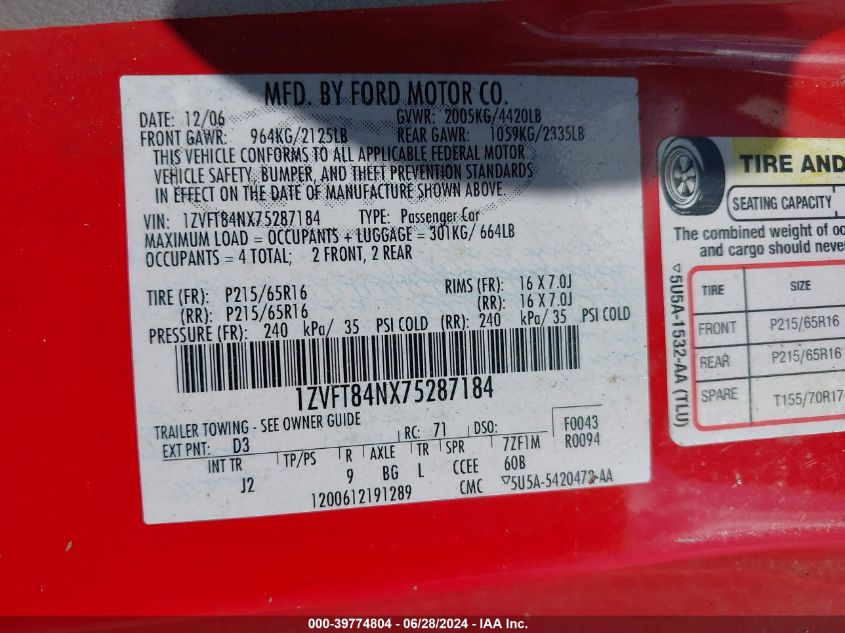 MFD. BY FORD MOTOR CO.
DATE: 12/06 GVWR: 2005KG/4420LB
FRONT GAWR: 964KG/2125LB REAR GAWR: 1059KG/2335LB
THIS VEHICLE CONFORMS TO ALL APPLICABLE FEDERAL MOTOR
VEHICLE SAFETY, BUMPER, AND THEFT PREVENTION STANDARDS
IN EFFECT ON THE DATE OF MANUFACTURE SHOWN ABOVE.
VIN: 1ZVFT84NX75287184 TYPE: Passenger Car
MAXIMUM LOAD = OCCUPANTS + LUGGAGE = 301KG/ 664LB
OCCUPANTS = 4 TOTAL; 2 FRONT, 2 REAR
TIRE (FR): P215/65R16 RIMS (FR): 16 X 7.0J
(RR): P215/65R16 (RR): 16 X 7.0J
PRESSURE (FR): 240 kPa/ 35 PSI COLD (RR): 240 kPa/ 35 PSI COLD
1ZVFT84NX75287184
TRAILER TOWING - SEE OWNER GUIDE
EXT PNT: D3 RC: 71 DSO: F0043
INT TR TP/PS R AXLE TR SPR 7ZF1M R0094
J2 9 BG L CCEE 60B
1200612191289 CMC ▽5U5A-5420472-AA
TIRE AND
SEATING CAPACITY
The combined weight of oc
and cargo should never
TIRE SIZE
FRONT P215/65R16
REAR P215/65R16
SPARE T155/70R17
▽5U5A-1532-AA (TLU)
000-39774804 - 06/28/2024 - IAA Inc.